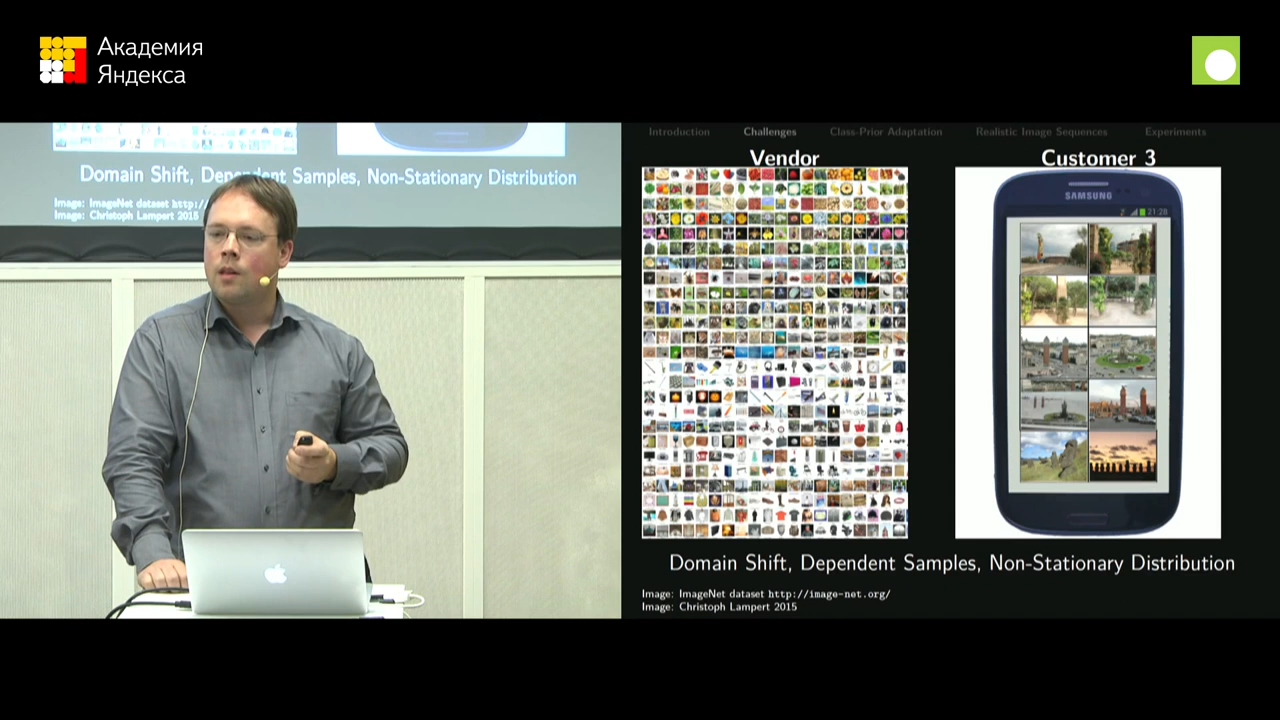 Академия
Яндекса
Domain Shift, Dependent Samples, Non-Stationary Distribution
Image: ImageNet dataset http:/
Image: Christoph Lampert 2015
Introduction Challenges Class-Prior Adaptation Realistic Image Sequences Experiments
Vendor Customer 3
SAMSUNG
21:28
Domain Shift, Dependent Samples, Non-Stationary Distribution
Image: ImageNet dataset http://image-net.org/
Image: Christoph Lampert 2015